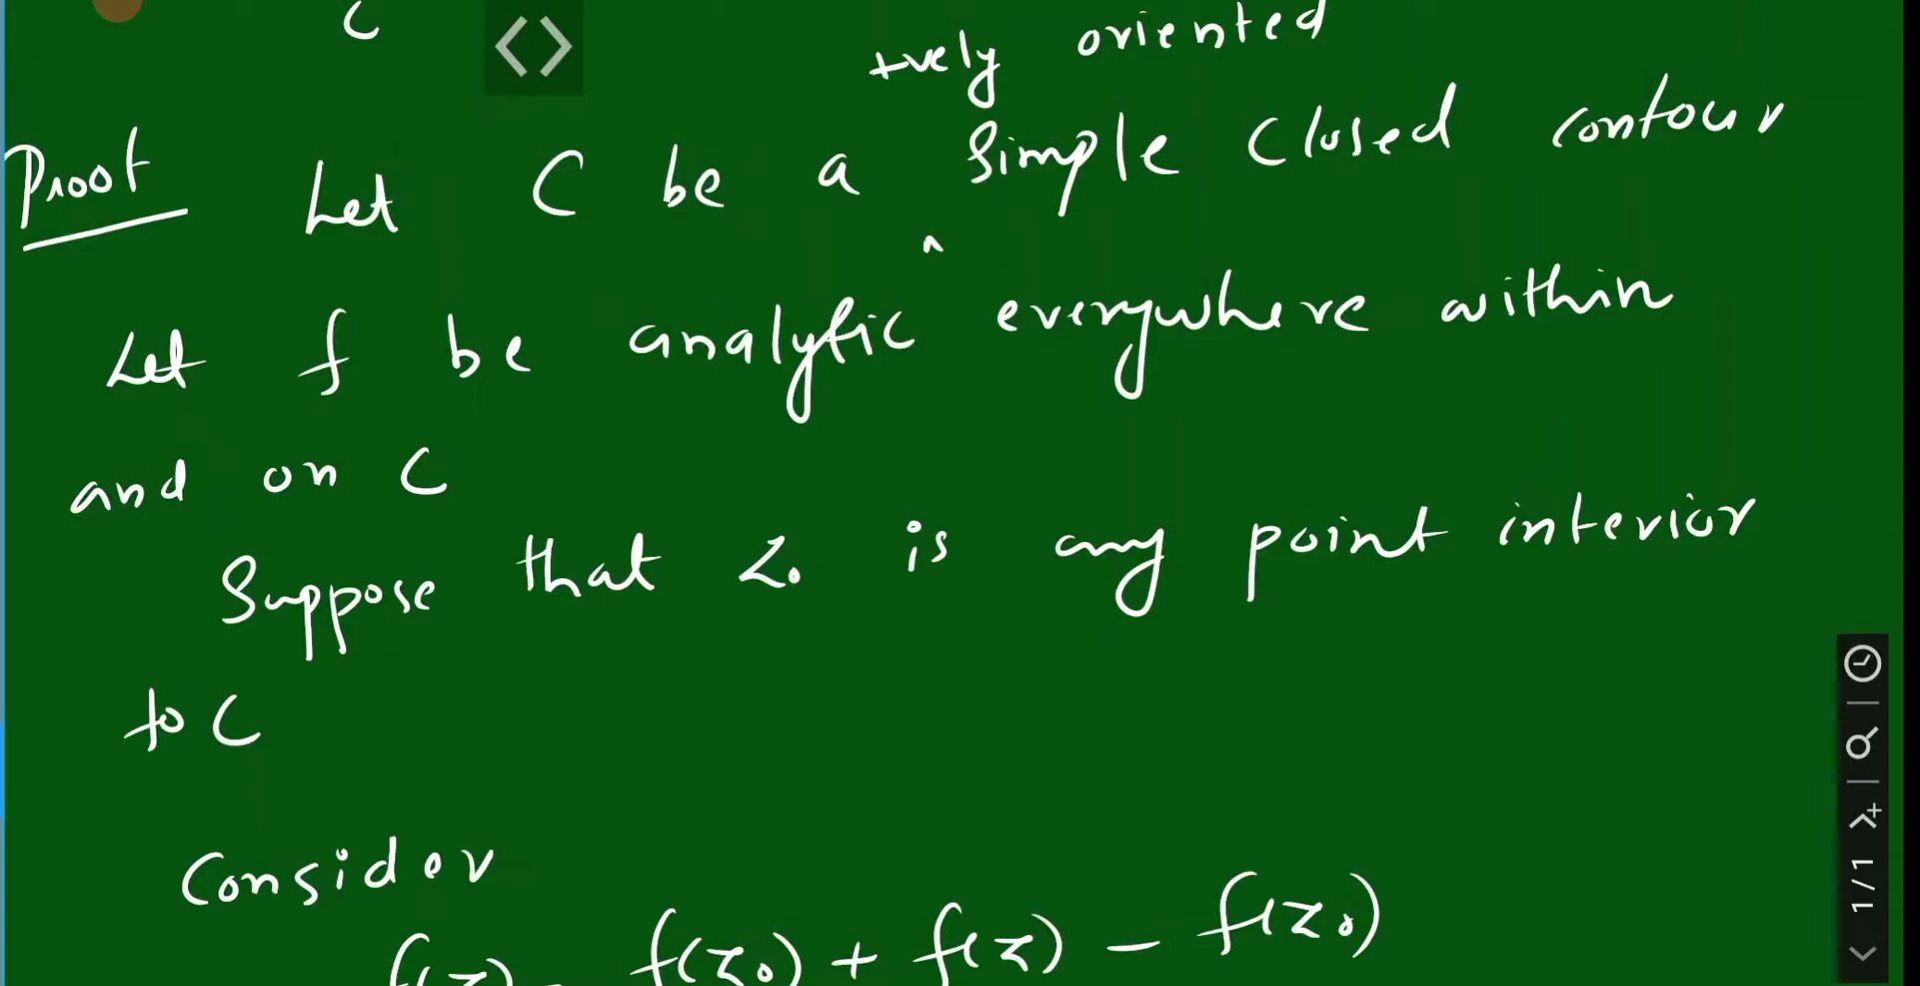 C
+vely oriented
Proof Let C be a simple closed contour
^
Let f be analytic everywhere within
and on C
Suppose that z₀ is any point interior
to C
Consider
f(z) = f(z₀) + f(z) - f(z₀)
1/1